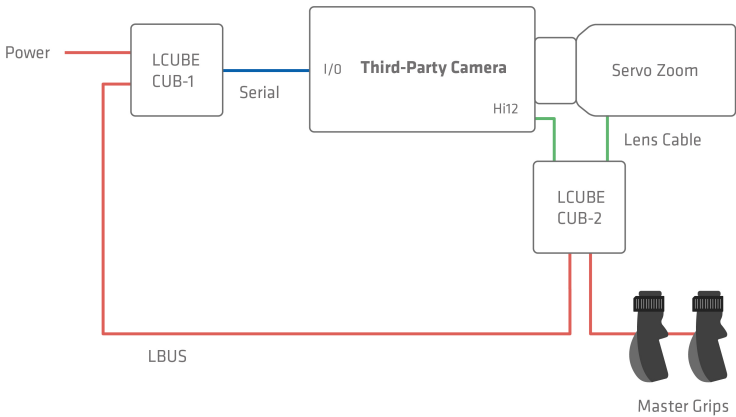 Power
LCUBE
CUB-1
Serial
I/O
Third-Party Camera
Hi12
Servo Zoom
Lens Cable
LCUBE
CUB-2
LBUS
Master Grips